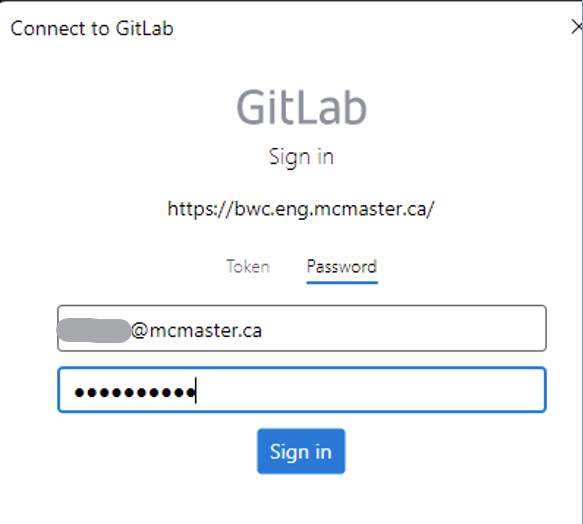 Connect to GitLab
GitLab
Sign in
https://bwc.eng.mcmaster.ca/
Token Password
@mcmaster.ca
••••••••••
Sign in